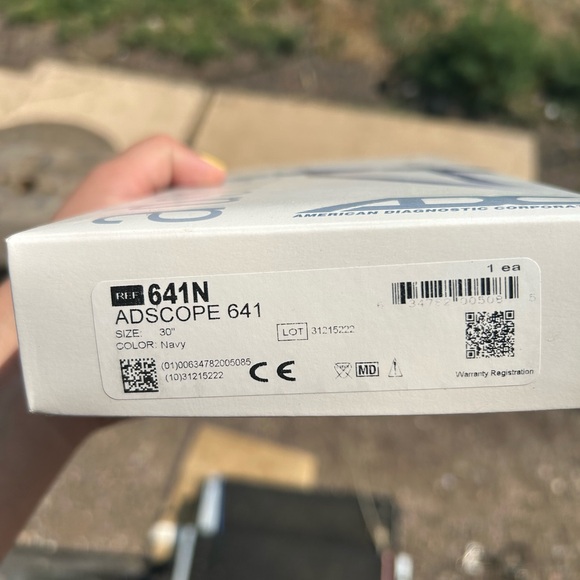 AMERICAN DIAGNOSTIC CORPORAT
1 ea
REF 641N
ADSCOPE 641
SIZE: 30"
COLOR: Navy
LOT 31215222
(01)00634782005085
(10)31215222
CE
MD
Warranty Registration